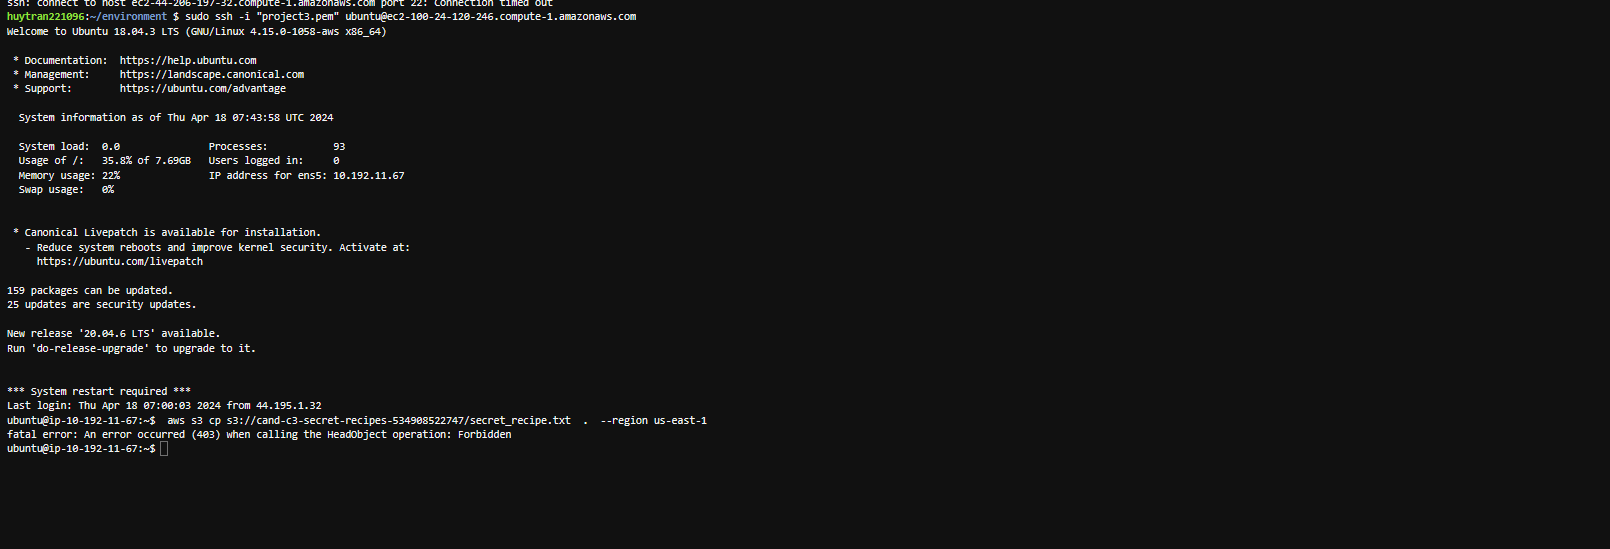 ssh: connect to host ec2-44-206-197-32.compute-1.amazonaws.com port 22: Connection timed out
huytran221096:~/environment $ sudo ssh -i "project3.pem" ubuntu@ec2-100-24-120-246.compute-1.amazonaws.com
Welcome to Ubuntu 18.04.3 LTS (GNU/Linux 4.15.0-1058-aws x86_64)
* Documentation:  https://help.ubuntu.com
* Management:     https://landscape.canonical.com
* Support:        https://ubuntu.com/advantage
System information as of Thu Apr 18 07:43:58 UTC 2024
System load:  0.0               Processes:           93
Usage of /:   35.8% of 7.69GB   Users logged in:     0
Memory usage: 22%               IP address for ens5: 10.192.11.67
Swap usage:   0%
* Canonical Livepatch is available for installation.
- Reduce system reboots and improve kernel security. Activate at:
https://ubuntu.com/livepatch
159 packages can be updated.
25 updates are security updates.
New release '20.04.6 LTS' available.
Run 'do-release-upgrade' to upgrade to it.
*** System restart required ***
Last login: Thu Apr 18 07:00:03 2024 from 44.195.1.32
ubuntu@ip-10-192-11-67:~$  aws s3 cp s3://cand-c3-secret-recipes-534908522747/secret_recipe.txt  .  --region us-east-1
fatal error: An error occurred (403) when calling the HeadObject operation: Forbidden
ubuntu@ip-10-192-11-67:~$